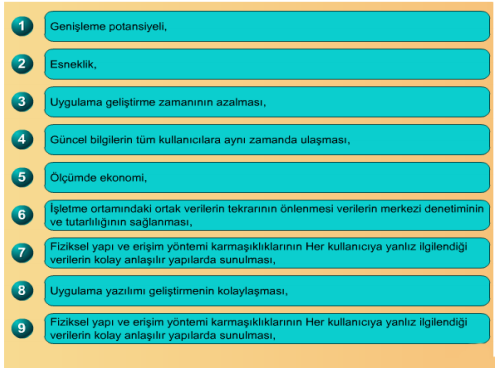 1 Genişleme potansiyeli,
2 Esneklik,
3 Uygulama geliştirme zamanının azalması,
4 Güncel bilgilerin tüm kullanıcılara aynı zamanda ulaşması,
5 Ölçümde ekonomi,
6 İşletme ortamındaki ortak verilerin tekrarının önlenmesi verilerin merkezi denetiminin
ve tutarlılığının sağlanması,
7 Fiziksel yapı ve erişim yöntemi karmaşıklıklarının Her kullanıcıya yanlız ilgilendiği
verilerin kolay anlaşılır yapılarda sunulması,
8 Uygulama yazılımı geliştirmenin kolaylaşması,
9 Fiziksel yapı ve erişim yöntemi karmaşıklıklarının Her kullanıcıya yanlız ilgilendiği
verilerin kolay anlaşılır yapılarda sunulması,